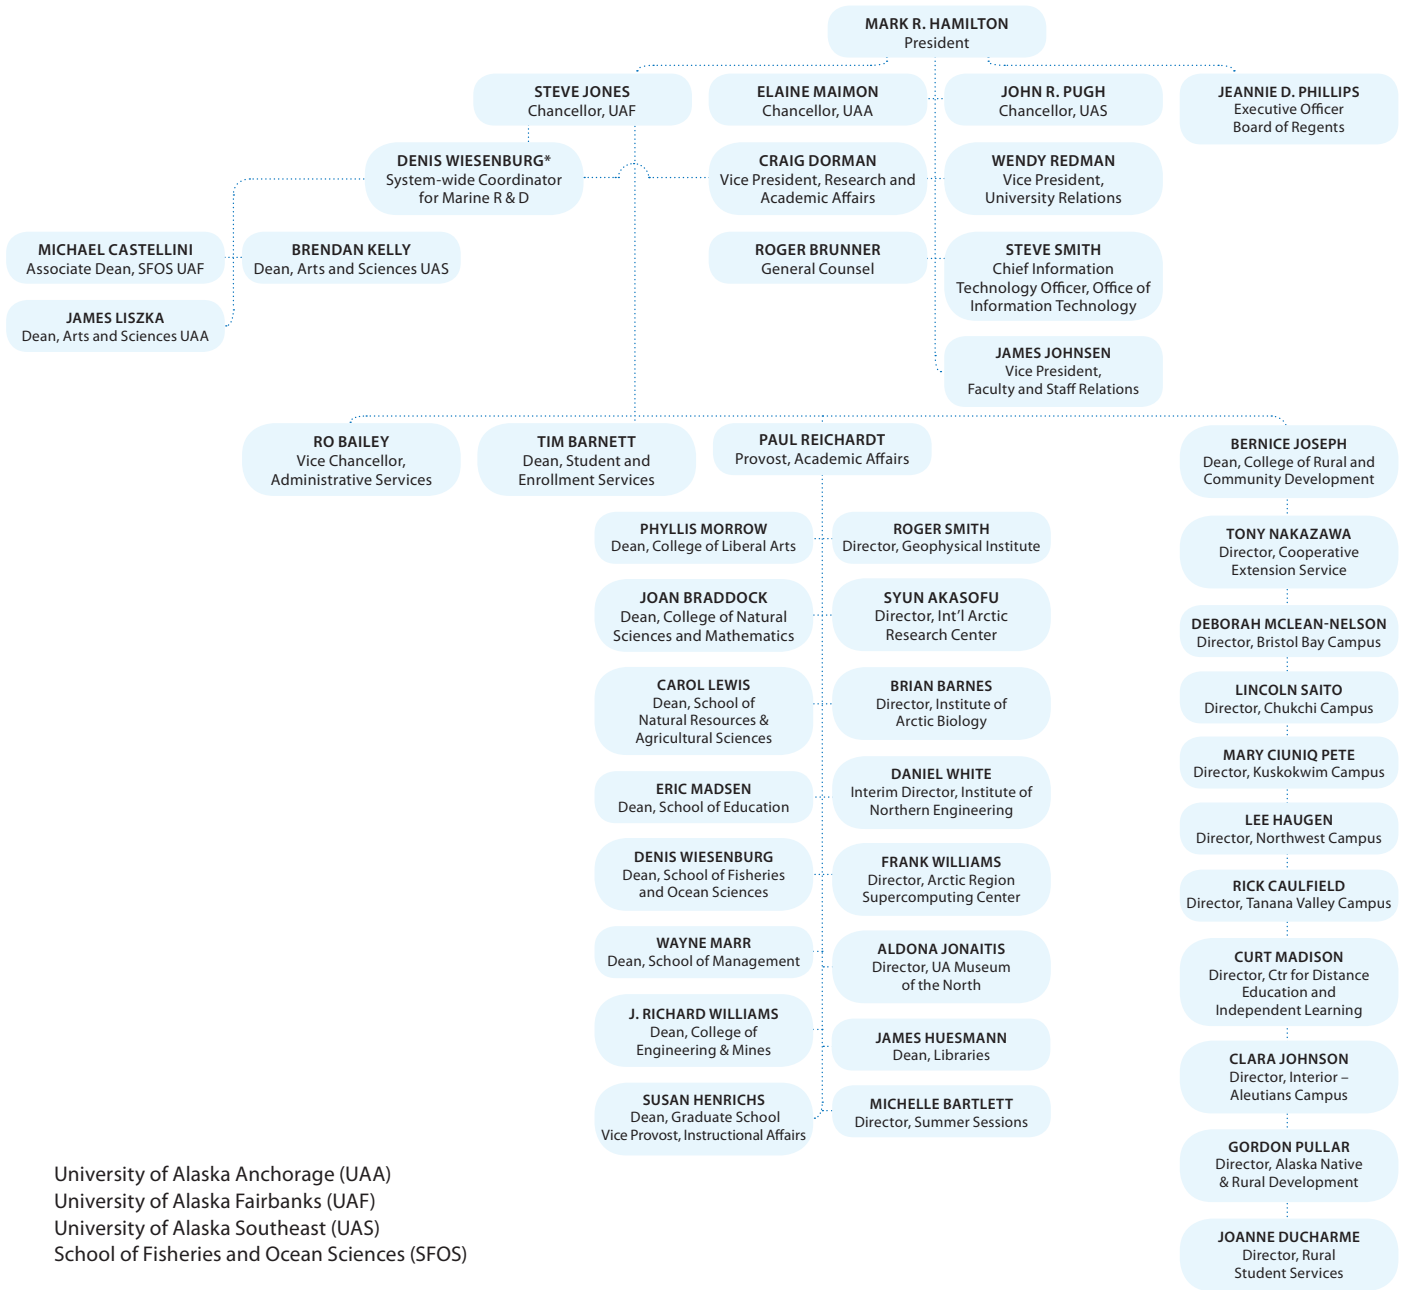 MARK R. HAMILTON
President
STEVE JONES
Chancellor, UAF
ELAINE MAIMON
Chancellor, UAA
JOHN R. PUGH
Chancellor, UAS
JEANNIE D. PHILLIPS
Executive Officer
Board of Regents
DENIS WIESENBURG*
System-wide Coordinator
for Marine R & D
CRAIG DORMAN
Vice President, Research and
Academic Affairs
WENDY REDMAN
Vice President,
University Relations
MICHAEL CASTELLINI
Associate Dean, SFOS UAF
BRENDAN KELLY
Dean, Arts and Sciences UAS
ROGER BRUNNER
General Counsel
STEVE SMITH
Chief Information
Technology Officer, Office of
Information Technology
JAMES LISZKA
Dean, Arts and Sciences UAA
JAMES JOHNSEN
Vice President,
Faculty and Staff Relations
RO BAILEY
Vice Chancellor,
Administrative Services
TIM BARNETT
Dean, Student and
Enrollment Services
PAUL REICHARDT
Provost, Academic Affairs
BERNICE JOSEPH
Dean, College of Rural and
Community Development
PHYLLIS MORROW
Dean, College of Liberal Arts
ROGER SMITH
Director, Geophysical Institute
JOAN BRADDOCK
Dean, College of Natural
Sciences and Mathematics
SYUN AKASOFU
Director, Int'l Arctic
Research Center
CAROL LEWIS
Dean, School of
Natural Resources &
Agricultural Sciences
BRIAN BARNES
Director, Institute of
Arctic Biology
ERIC MADSEN
Dean, School of Education
DANIEL WHITE
Interim Director, Institute of
Northern Engineering
DENIS WIESENBURG
Dean, School of Fisheries
and Ocean Sciences
FRANK WILLIAMS
Director, Arctic Region
Supercomputing Center
WAYNE MARR
Dean, School of Management
ALDONA JONAITIS
Director, UA Museum
of the North
J. RICHARD WILLIAMS
Dean, College of
Engineering & Mines
JAMES HUESMANN
Dean, Libraries
SUSAN HENRICHS
Dean, Graduate School
Vice Provost, Instructional Affairs
MICHELLE BARTLETT
Director, Summer Sessions
TONY NAKAZAWA
Director, Cooperative
Extension Service
DEBORAH MCLEAN-NELSON
Director, Bristol Bay Campus
LINCOLN SAITO
Director, Chukchi Campus
MARY CIUNIQ PETE
Director, Kuskokwim Campus
LEE HAUGEN
Director, Northwest Campus
RICK CAULFIELD
Director, Tanana Valley Campus
CURT MADISON
Director, Ctr for Distance
Education and
Independent Learning
CLARA JOHNSON
Director, Interior –
Aleutians Campus
GORDON PULLAR
Director, Alaska Native
& Rural Development
JOANNE DUCHARME
Director, Rural
Student Services
University of Alaska Anchorage (UAA)
University of Alaska Fairbanks (UAF)
University of Alaska Southeast (UAS)
School of Fisheries and Ocean Sciences (SFOS)